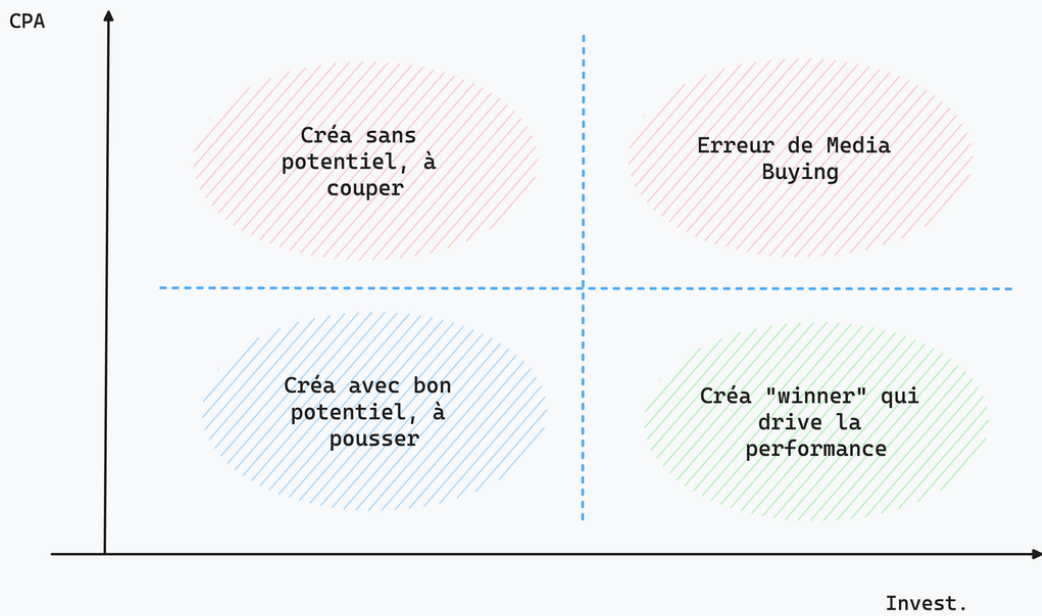 CPA
Créa sans
potentiel, à
couper
Erreur de Media
Buying
Créa avec bon
potentiel, à
pousser
Créa "winner" qui
drive la
performance
Invest.